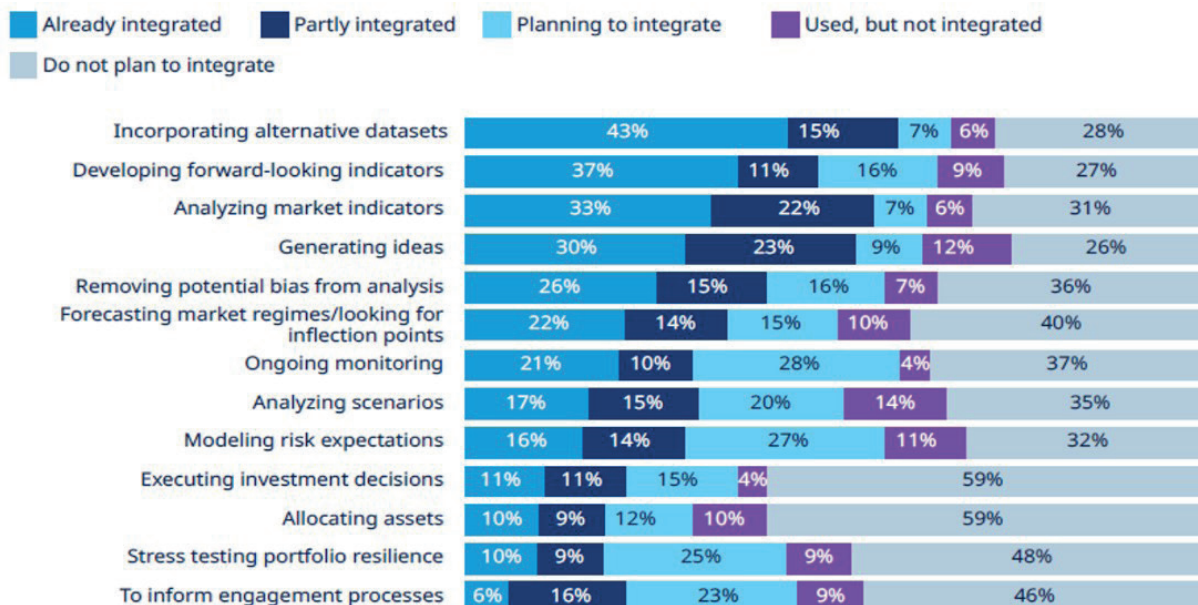 Already integrated Partly integrated Planning to integrate Used, but not integrated
Do not plan to integrate
Incorporating alternative datasets 43% 15% 7% 6% 28%
Developing forward-looking indicators 37% 11% 16% 9% 27%
Analyzing market indicators 33% 22% 7% 6% 31%
Generating ideas 30% 23% 9% 12% 26%
Removing potential bias from analysis 26% 15% 16% 7% 36%
Forecasting market regimes/looking for
inflection points 22% 14% 15% 10% 40%
Ongoing monitoring 21% 10% 28% 4% 37%
Analyzing scenarios 17% 15% 20% 14% 35%
Modeling risk expectations 16% 14% 27% 11% 32%
Executing investment decisions 11% 11% 15% 4% 59%
Allocating assets 10% 9% 12% 10% 59%
Stress testing portfolio resilience 10% 9% 25% 9% 48%
To inform engagement processes 6% 16% 23% 9% 46%